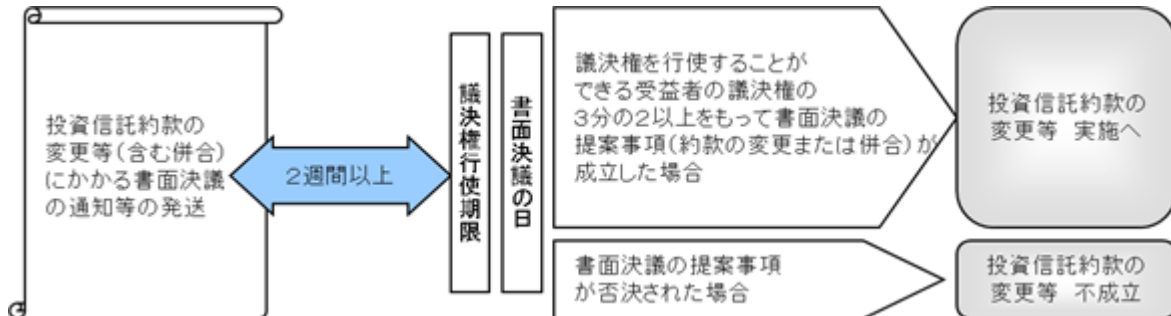 投資信託約款の
変更等(含む併合)
にかかる書面決議
の通知等の発送
2週間以上
議決権行使期限
書面決議の日
議決権を行使することが
できる受益者の議決権の
3分の2以上をもって書面決議の
提案事項(約款の変更または併合)が
成立した場合
投資信託約款の
変更等 実施へ
書面決議の提案事項
が否決された場合
投資信託約款の
変更等 不成立